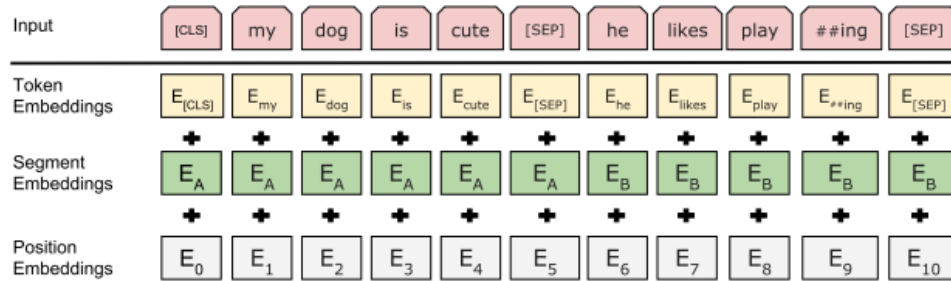 Input [CLS] my dog is cute [SEP] he likes play ##ing [SEP]
Token Embeddings E[CLS] Emy Edog Eis Ecute E[SEP] Ehe Elikes Eplay E##ing E[SEP]
+ + + + + + + + + + +
Segment Embeddings EA EA EA EA EA EA EB EB EB EB EB
+ + + + + + + + + + +
Position Embeddings E0 E1 E2 E3 E4 E5 E6 E7 E8 E9 E10